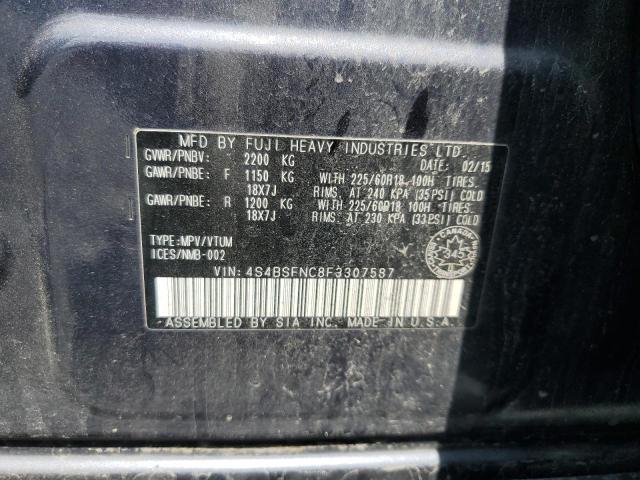 MFD BY FUJI HEAVY INDUSTRIES LTD.
GVWR/PNBV: 2200 KG DATE: 02/15
GAWR/PNBE: F 1150 KG WITH 225/60R18 100H TIRES.
18X7J RIMS. AT 240 KPA (35PSI) COLD
GAWR/PNBE: R 1200 KG WITH 225/60R18 100H TIRES.
18X7J RIMS. AT 230 KPA (33PSI) COLD
TYPE:MPV/VTUM
ICES/NMB-002
CANADA
345
VIN: 4S4BSFNC8F3307587
ASSEMBLED BY SIA INC. MADE IN U.S.A.